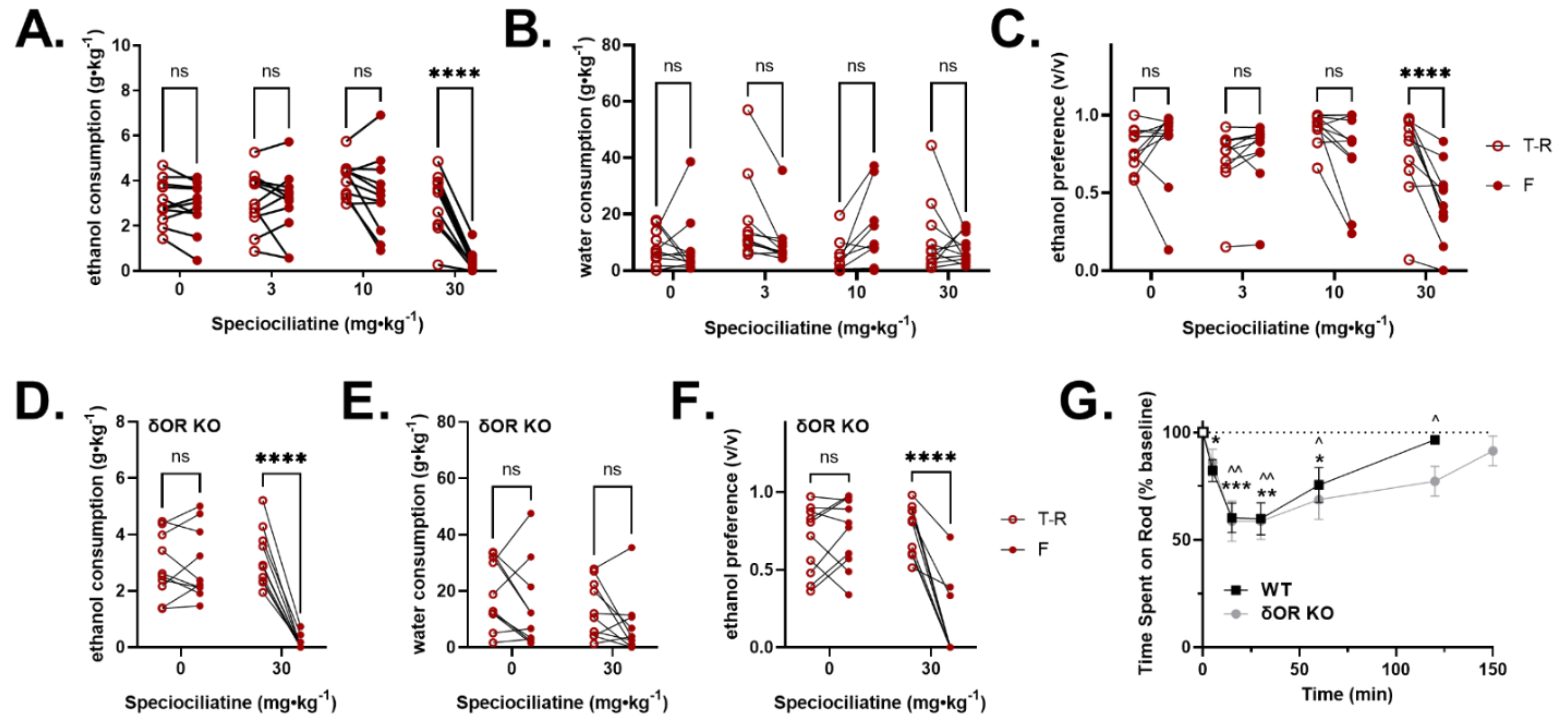 A.
ethanol consumption (g•kg-1)
10
8
6
4
2
0
ns
ns
ns
****
0 3 10 30
Speciociliatine (mg•kg-1)
B.
water consumption (g•kg-1)
80
60
40
20
0
ns
ns
ns
ns
0 3 10 30
Speciociliatine (mg•kg-1)
C.
ethanol preference (v/v)
1.0
0.5
0.0
ns
ns
ns
****
0 3 10 30
Speciociliatine (mg•kg-1)
T-R
F
D.
δOR KO
ethanol consumption (g•kg-1)
8
6
4
2
0
ns
****
0 30
Speciociliatine (mg•kg-1)
E.
δOR KO
water consumption (g•kg-1)
80
60
40
20
0
ns
ns
0 30
Speciociliatine (mg•kg-1)
F.
δOR KO
ethanol preference (v/v)
1.0
0.5
0.0
ns
****
0 30
Speciociliatine (mg•kg-1)
T-R
F
G.
Time Spent on Rod (% baseline)
100
50
0
*
^^
***
^^
**
^
*
^
WT
δOR KO
0 50 100 150
Time (min)